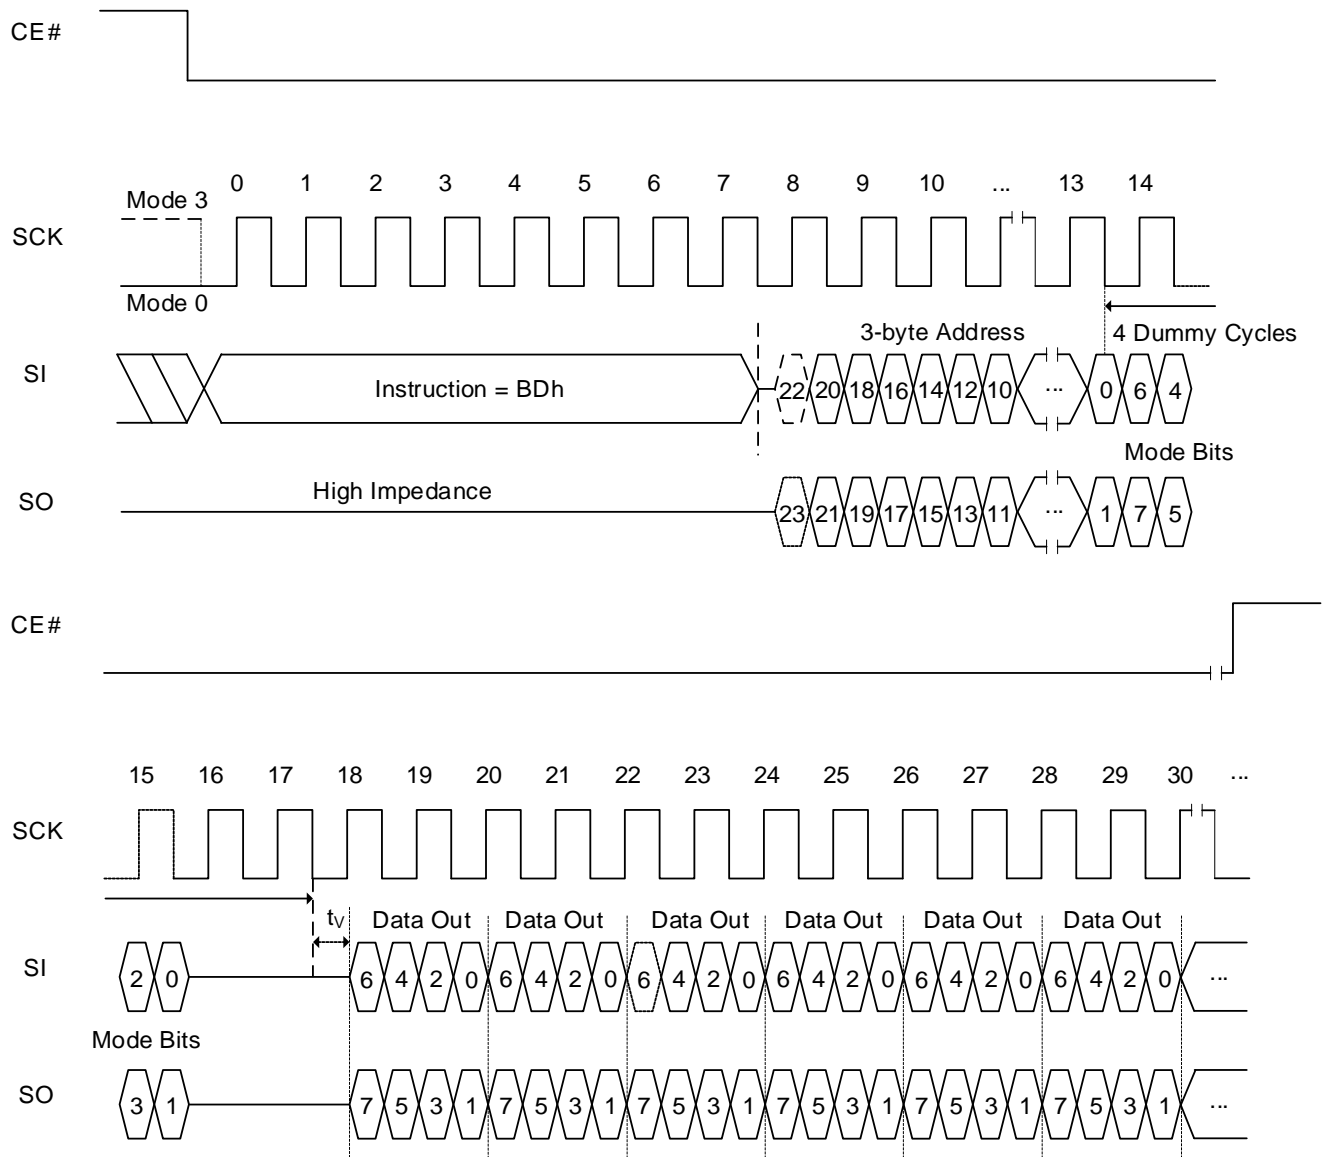 CE#
0 1 2 3 4 5 6 7 8 9 10 ... 13 14
Mode 3
SCK
Mode 0
3-byte Address 4 Dummy Cycles
SI
Instruction = BDh
22 20 18 16 14 12 10 ... 0 6 4
Mode Bits
High Impedance
SO
23 21 19 17 15 13 11 ... 1 7 5
CE#
15 16 17 18 19 20 21 22 23 24 25 26 27 28 29 30 ...
SCK
tV Data Out Data Out Data Out Data Out Data Out Data Out
SI
2 0 6 4 2 0 6 4 2 0 6 4 2 0 6 4 2 0 6 4 2 0 6 4 2 0 ...
Mode Bits
SO
3 1 7 5 3 1 7 5 3 1 7 5 3 1 7 5 3 1 7 5 3 1 7 5 3 1 ...